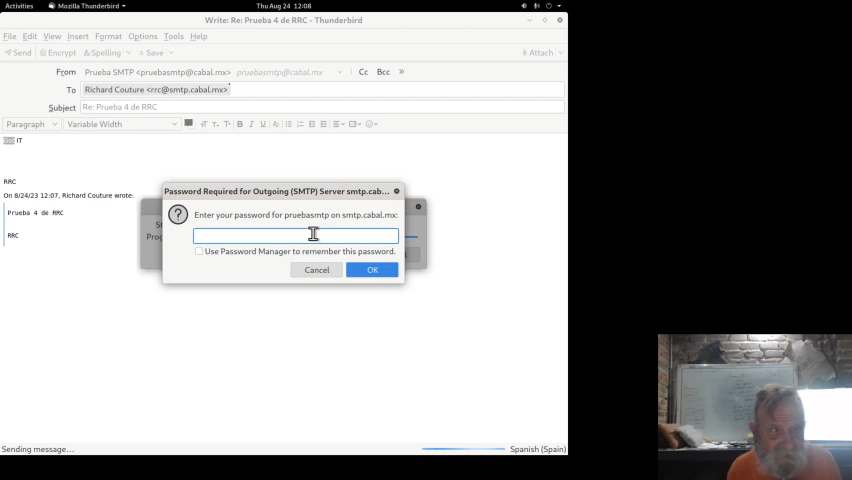 Activities Mozilla Thunderbird Thu Aug 24 12:08
Write: Re: Prueba 4 de RRC - Thunderbird
File Edit View Insert Format Options Tools Help
Send Encrypt Spelling Save Attach
From Prueba SMTP <pruebasmtp@cabal.mx> pruebasmtp@cabal.mx Cc Bcc »
To Richard Couture <rrc@smtp.cabal.mx>
Subject Re: Prueba 4 de RRC
Paragraph Variable Width
IT
RRC
On 8/24/23 12:07, Richard Couture wrote:
Prueba 4 de RRC
RRC
Password Required for Outgoing (SMTP) Server smtp.cab...
Enter your password for pruebasmtp on smtp.cabal.mx:
Use Password Manager to remember this password.
Cancel OK
Sending message... Spanish (Spain)